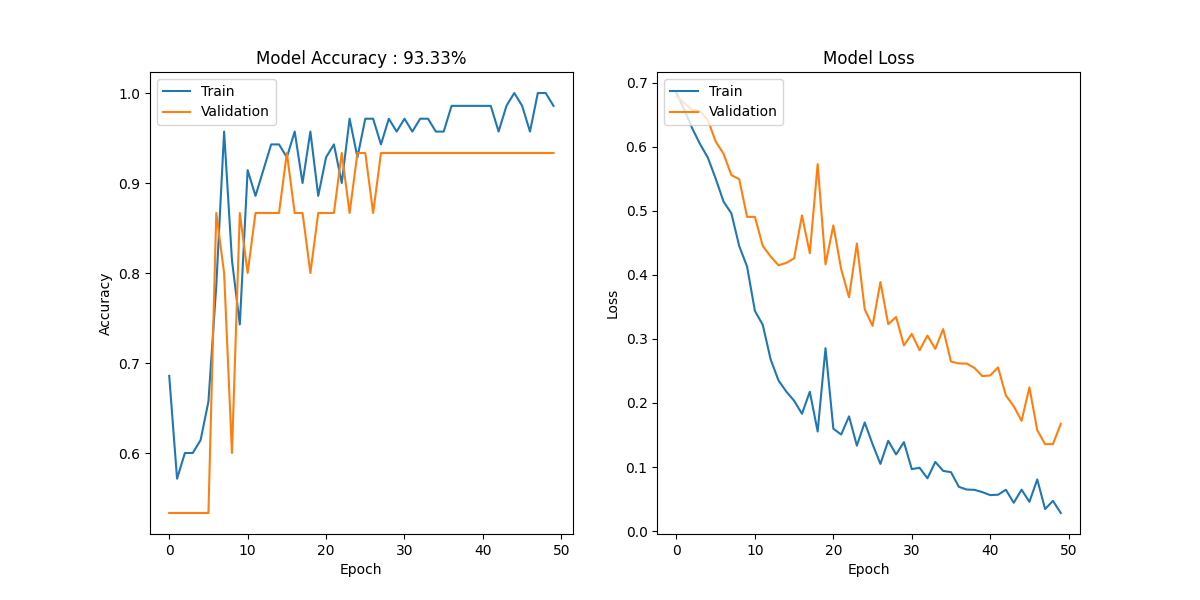 Model Accuracy : 93.33%
Train
Validation
1.0
0.9
0.8
0.7
0.6
Accuracy
0 10 20 30 40 50
Epoch
Model Loss
Train
Validation
0.7
0.6
0.5
0.4
0.3
0.2
0.1
0.0
Loss
0 10 20 30 40 50
Epoch